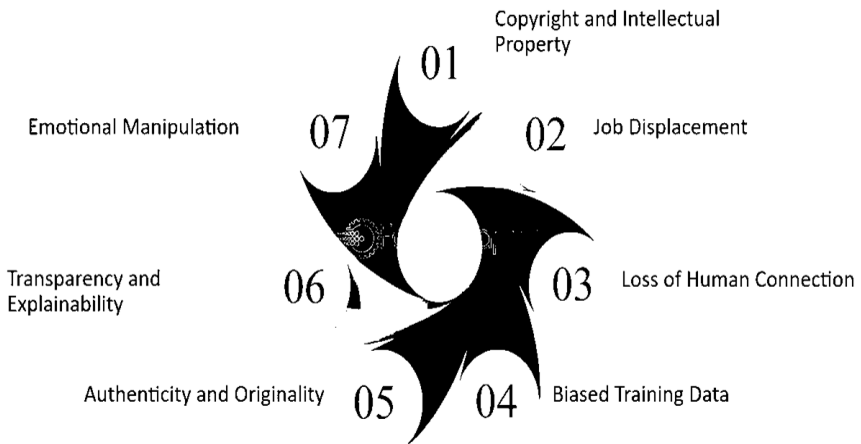 01
Copyright and Intellectual
Property
02
Job Displacement
03
Loss of Human Connection
04
Biased Training Data
05
Authenticity and Originality
06
Transparency and
Explainability
07
Emotional Manipulation